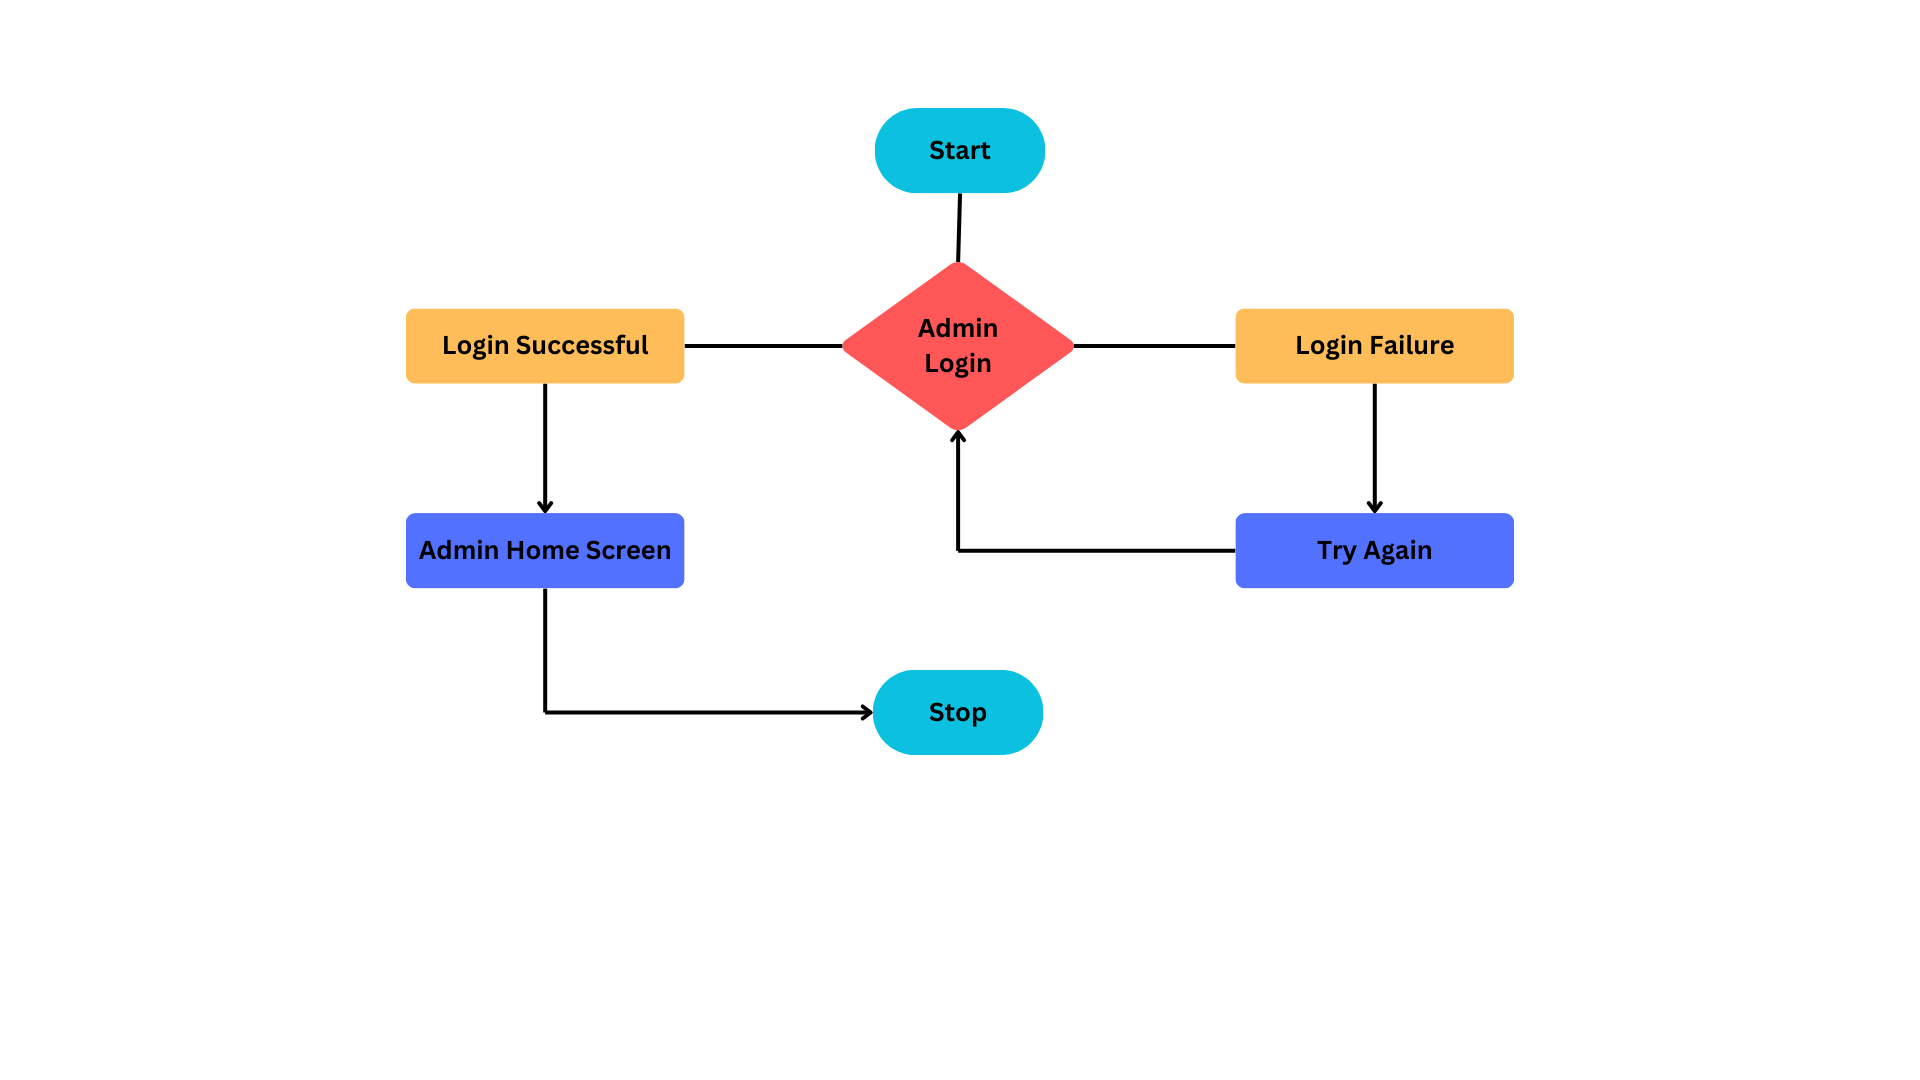 Start
Login Successful
Admin
Login
Login Failure
Admin Home Screen
Try Again
Stop